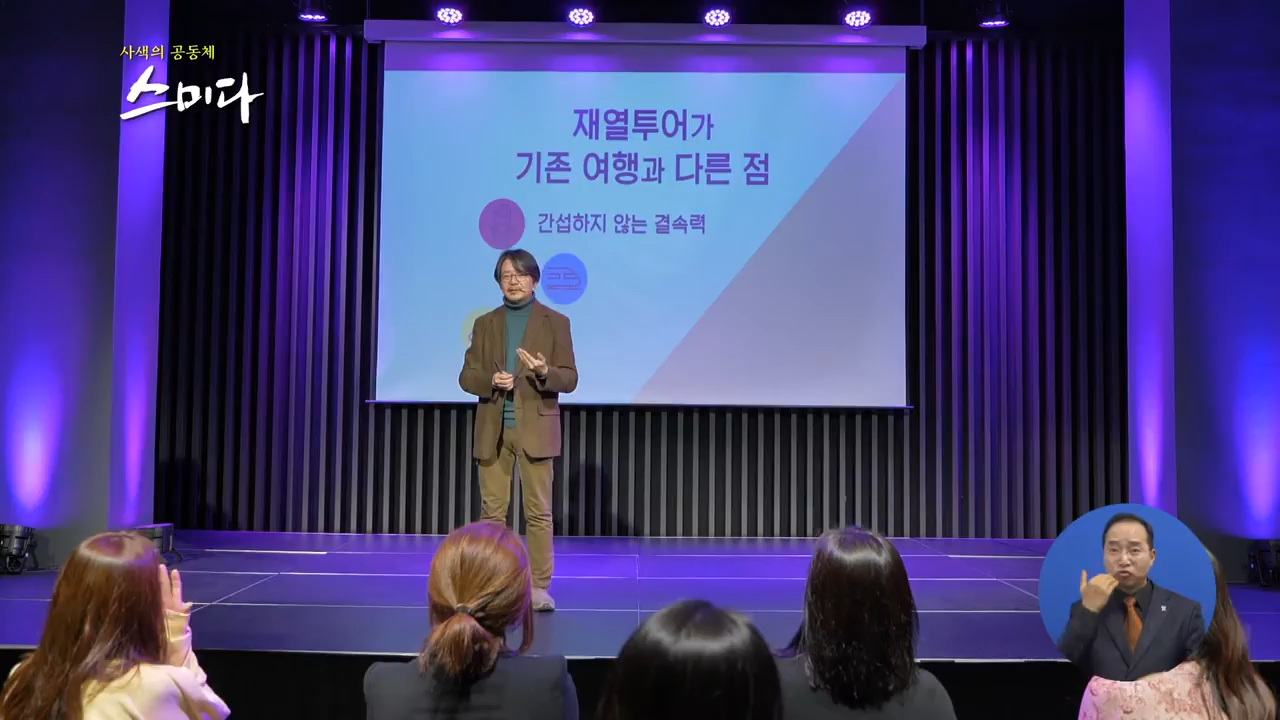 사색의 공동체
스미다
재열투어가
기존 여행과 다른 점
간섭하지 않는 결속력